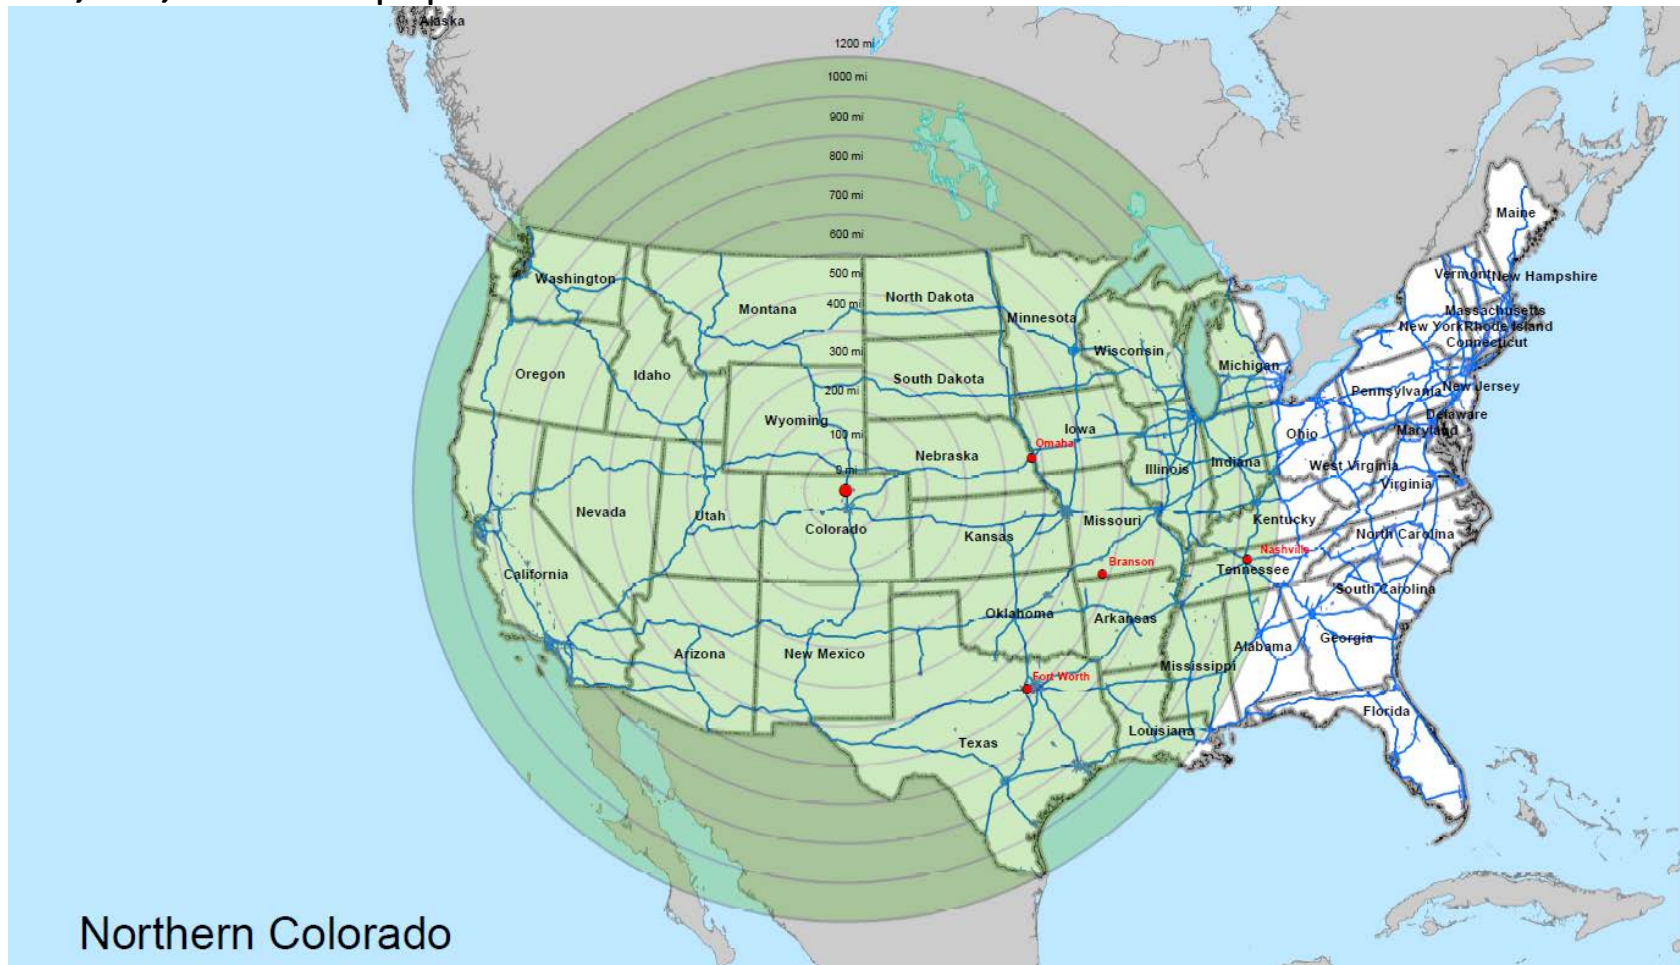 Alaska
1200 mi
1000 mi
900 mi
800 mi
700 mi
600 mi
500 mi
400 mi
300 mi
200 mi
100 mi
0 mi
Maine
Washington
Montana
North Dakota
Minnesota
Vermont
New Hampshire
Massachusetts
New York
Rhode Island
Connecticut
Wisconsin
Michigan
Oregon
Idaho
South Dakota
Pennsylvania
New Jersey
Wyoming
Delaware
Iowa
Maryland
Ohio
Omaha
Nebraska
Illinois
Indiana
West Virginia
Virginia
Nevada
Utah
Colorado
Kansas
Missouri
Kentucky
North Carolina
Nashville
Branson
Tennessee
California
South Carolina
Oklahoma
Arkansas
Georgia
Alabama
Arizona
New Mexico
Mississippi
Fort Worth
Florida
Louisiana
Texas
Northern Colorado